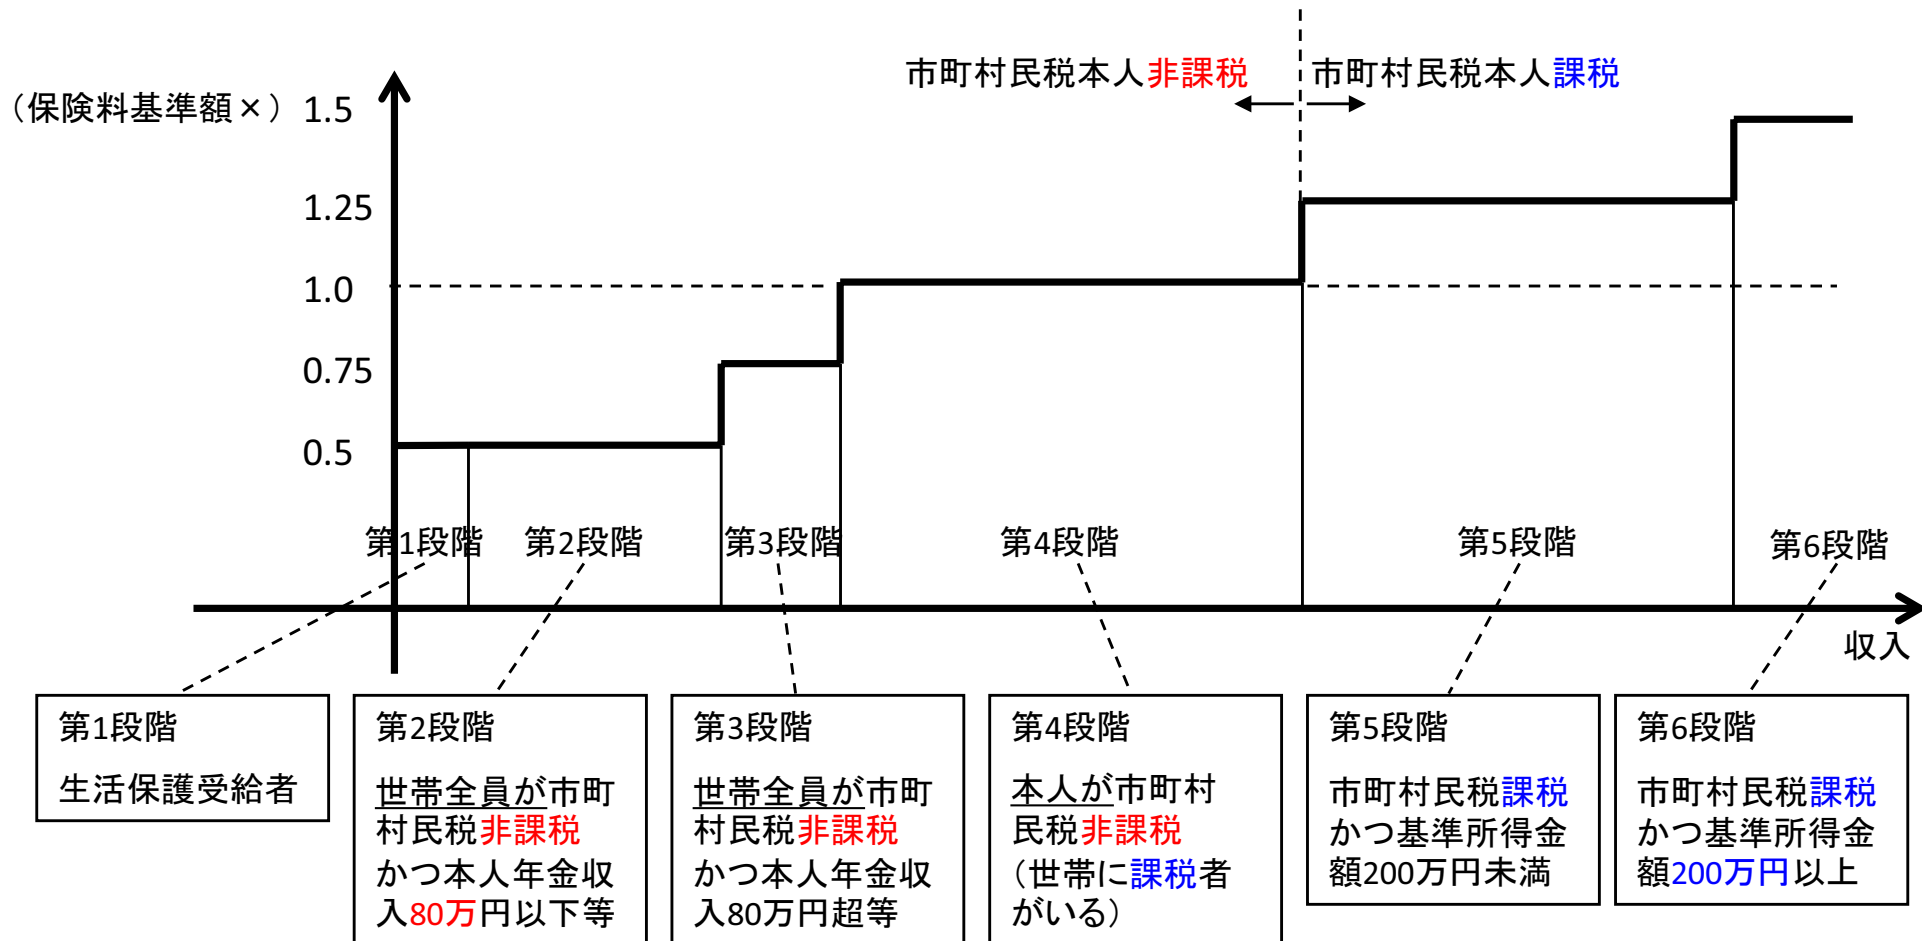 市町村民税本人非課税
市町村民税本人課税
（保険料基準額×）
1.5
1.25
1.0
0.75
0.5
第1段階
第2段階
第3段階
第4段階
第5段階
第6段階
収入
第1段階
生活保護受給者
第2段階
世帯全員が市町
村民税非課税
かつ本人年金収
入80万円以下等
第3段階
世帯全員が市町
村民税非課税
かつ本人年金収
入80万円超等
第4段階
本人が市町村
民税非課税
（世帯に課税者
がいる）
第5段階
市町村民税課税
かつ基準所得金
額200万円未満
第6段階
市町村民税課税
かつ基準所得金
額200万円以上